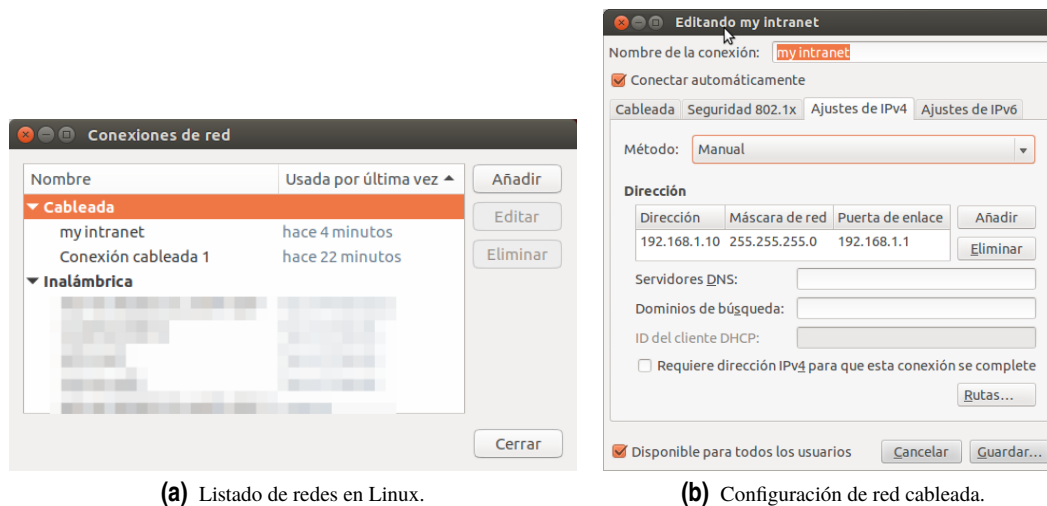 Conexiones de red
Nombre Usada por última vez Añadir
Cableada Editar
my intranet hace 4 minutos
Conexión cableada 1 hace 22 minutos Eliminar
Inalámbrica
Cerrar
(a) Listado de redes en Linux.
Editando my intranet
Nombre de la conexión: my intranet
Conectar automáticamente
Cableada Seguridad 802.1x Ajustes de IPv4 Ajustes de IPv6
Método: Manual
Dirección
Dirección Máscara de red Puerta de enlace Añadir
192.168.1.10 255.255.255.0 192.168.1.1 Eliminar
Servidores DNS:
Dominios de búsqueda:
ID del cliente DHCP:
Requiere dirección IPv4 para que esta conexión se complete
Rutas...
Disponible para todos los usuarios Cancelar Guardar...
(b) Configuración de red cableada.